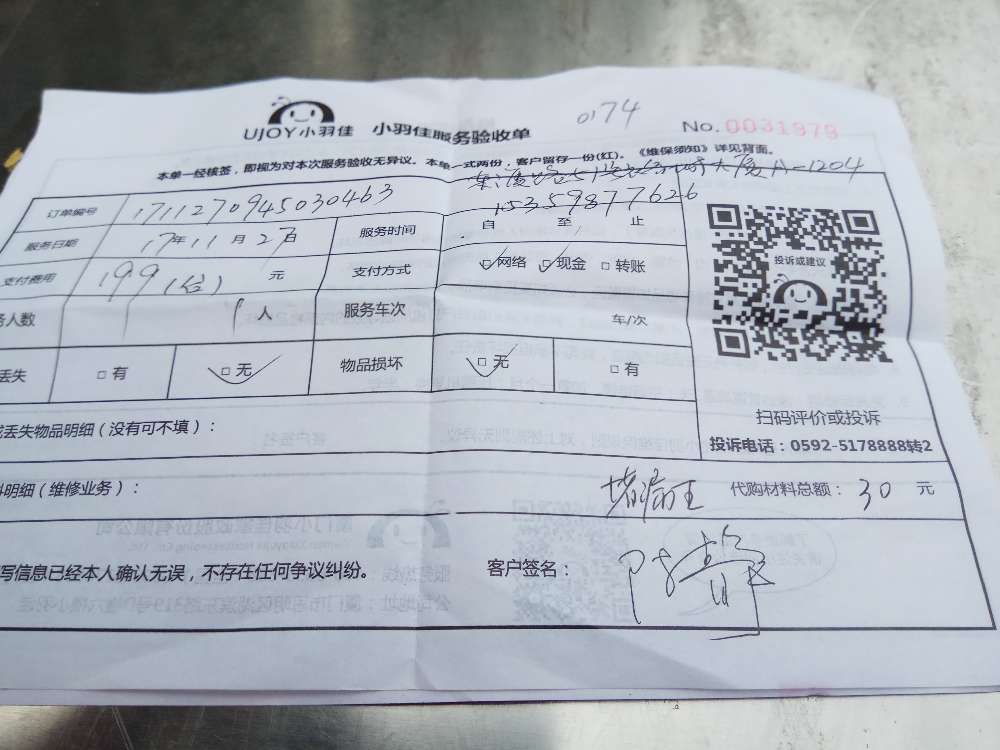 UJOY小羽佳 小羽佳服务验收单 0174 No. 0031979
本单一经核签，即视为对本次服务验收无异议。本单一式两份，客户留存一份(红)。《维保须知》详见背面。
A-1204
订单编号 1711270945030463 15359877626
服务日期 17年11月27日 服务时间 自 至 止
支付费用 199(台) 元 支付方式 网络 现金 □ 转账
务人数 1人 服务车次 车/次
丢失 □ 有 □ 无 物品损坏 □ 无 □ 有
投诉或建议
扫码评价或投诉
丢失物品明细（没有可不填）：
投诉电话：0592-5178888转2
料明细（维修业务）： 堵漏王 代购材料总额： 30 元
写信息已经本人确认无误，不存在任何争议纠纷。 客户签名：